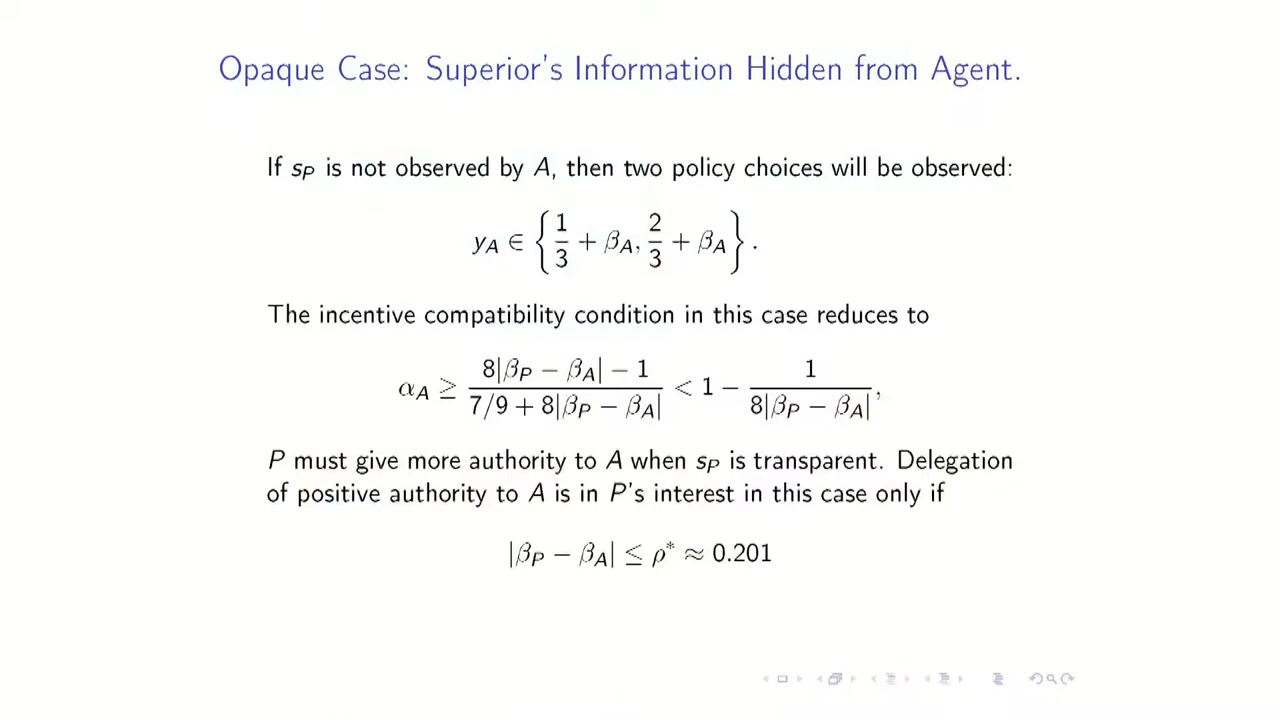 Opaque Case: Superior's Information Hidden from Agent.
If s_P is not observed by A, then two policy choices will be observed:
y_A ∈ { 1/3 + β_A, 2/3 + β_A } .
The incentive compatibility condition in this case reduces to
α_A ≥ (8|β_P − β_A| − 1) / (7/9 + 8|β_P − β_A|) < 1 − 1 / (8|β_P − β_A|),
P must give more authority to A when s_P is transparent. Delegation
of positive authority to A is in P's interest in this case only if
|β_P − β_A| ≤ ρ* ≈ 0.201